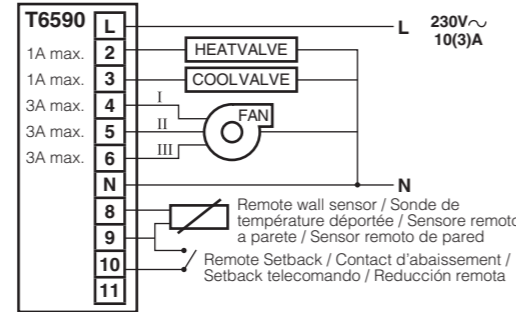 T6590
L
L
230V~
10(3)A
1A max.
2
HEATVALVE
1A max.
3
COOLVALVE
3A max.
4
I
FAN
3A max.
5
II
3A max.
6
III
N
N
8
Remote wall sensor / Sonde de
température déportée / Sensore remoto
a parete / Sensor remoto de pared
9
10
Remote Setback / Contact d'abaissement /
Setback telecomando / Reducción remota
11